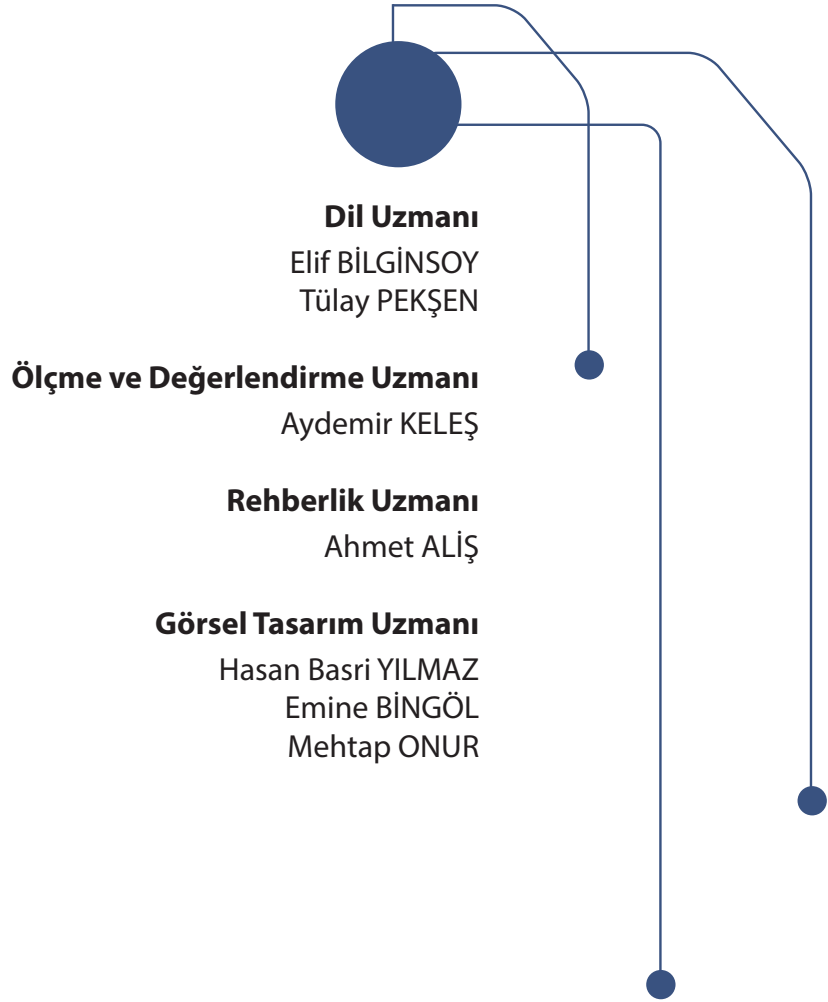 Dil Uzmanı
Elif BİLGİNSOY
Tülay PEKŞEN
Ölçme ve Değerlendirme Uzmanı
Aydemir KELEŞ
Rehberlik Uzmanı
Ahmet ALİŞ
Görsel Tasarım Uzmanı
Hasan Basri YILMAZ
Emine BİNGÖL
Mehtap ONUR